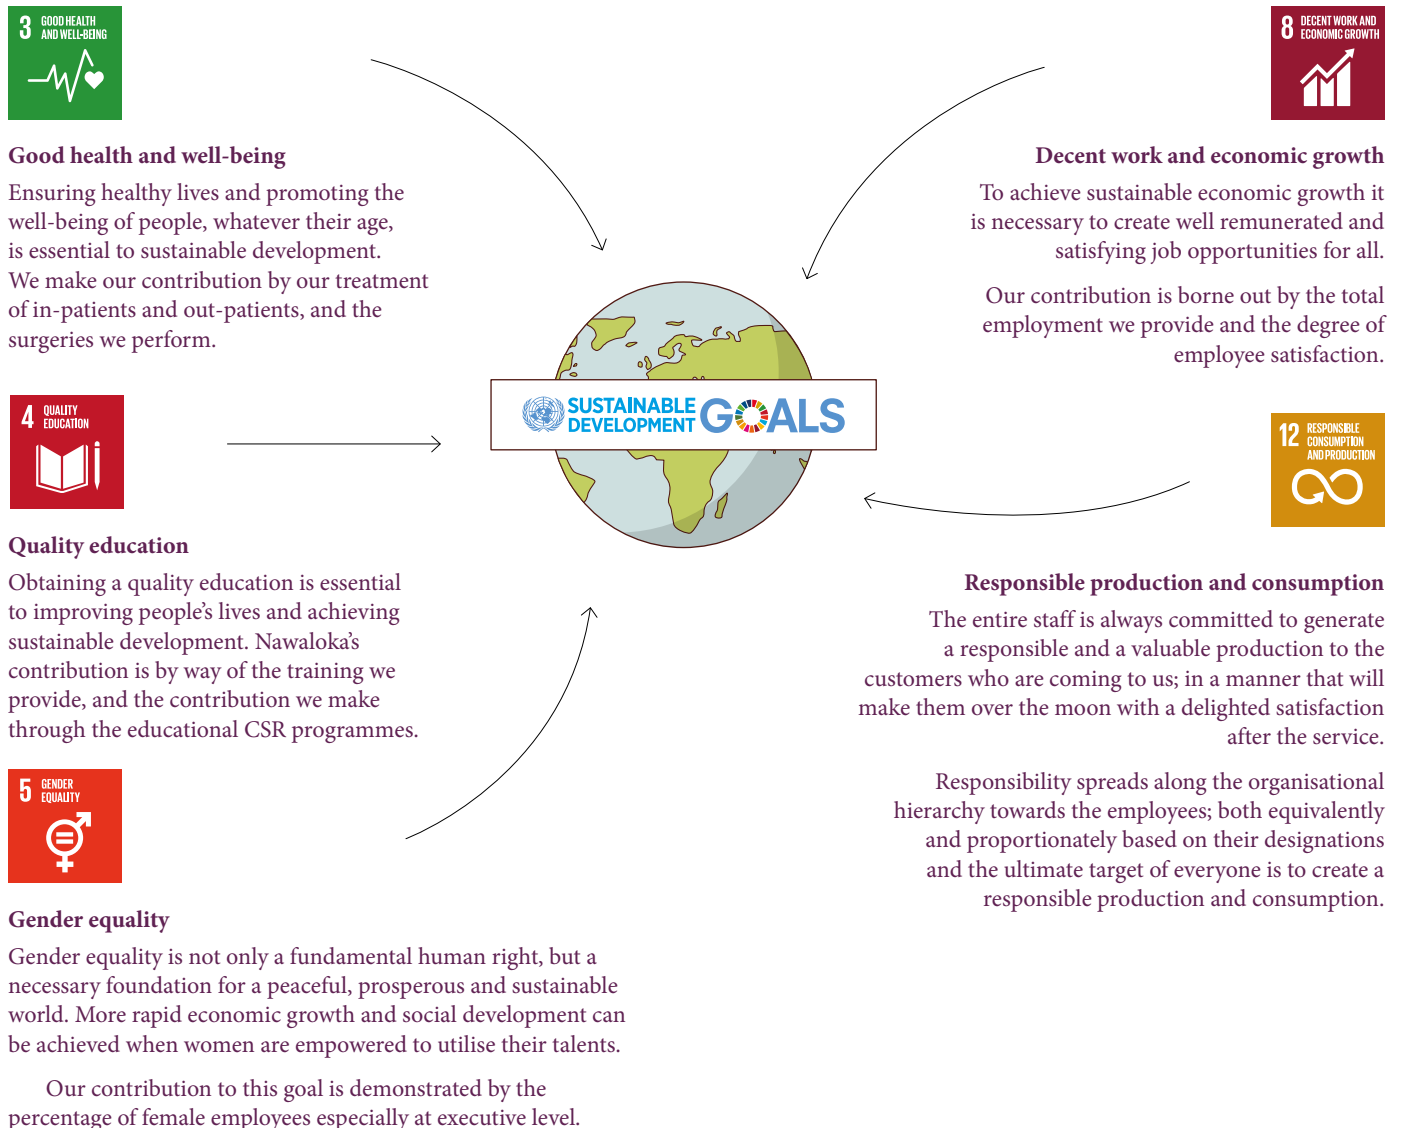 3 GOOD HEALTH
AND WELL-BEING
Good health and well-being
Ensuring healthy lives and promoting the
well-being of people, whatever their age,
is essential to sustainable development.
We make our contribution by our treatment
of in-patients and out-patients, and the
surgeries we perform.
4 QUALITY
EDUCATION
Quality education
Obtaining a quality education is essential
to improving people’s lives and achieving
sustainable development. Nawaloka’s
contribution is by way of the training we
provide, and the contribution we make
through the educational CSR programmes.
5 GENDER
EQUALITY
Gender equality
Gender equality is not only a fundamental human right, but a
necessary foundation for a peaceful, prosperous and sustainable
world. More rapid economic growth and social development can
be achieved when women are empowered to utilise their talents.
Our contribution to this goal is demonstrated by the
percentage of female employees especially at executive level.
SUSTAINABLE
DEVELOPMENT
GOALS
8 DECENT WORK AND
ECONOMIC GROWTH
Decent work and economic growth
To achieve sustainable economic growth it
is necessary to create well remunerated and
satisfying job opportunities for all.
Our contribution is borne out by the total
employment we provide and the degree of
employee satisfaction.
12 RESPONSIBLE
CONSUMPTION
AND PRODUCTION
Responsible production and consumption
The entire staff is always committed to generate
a responsible and a valuable production to the
customers who are coming to us; in a manner that will
make them over the moon with a delighted satisfaction
after the service.
Responsibility spreads along the organisational
hierarchy towards the employees; both equivalently
and proportionately based on their designations
and the ultimate target of everyone is to create a
responsible production and consumption.